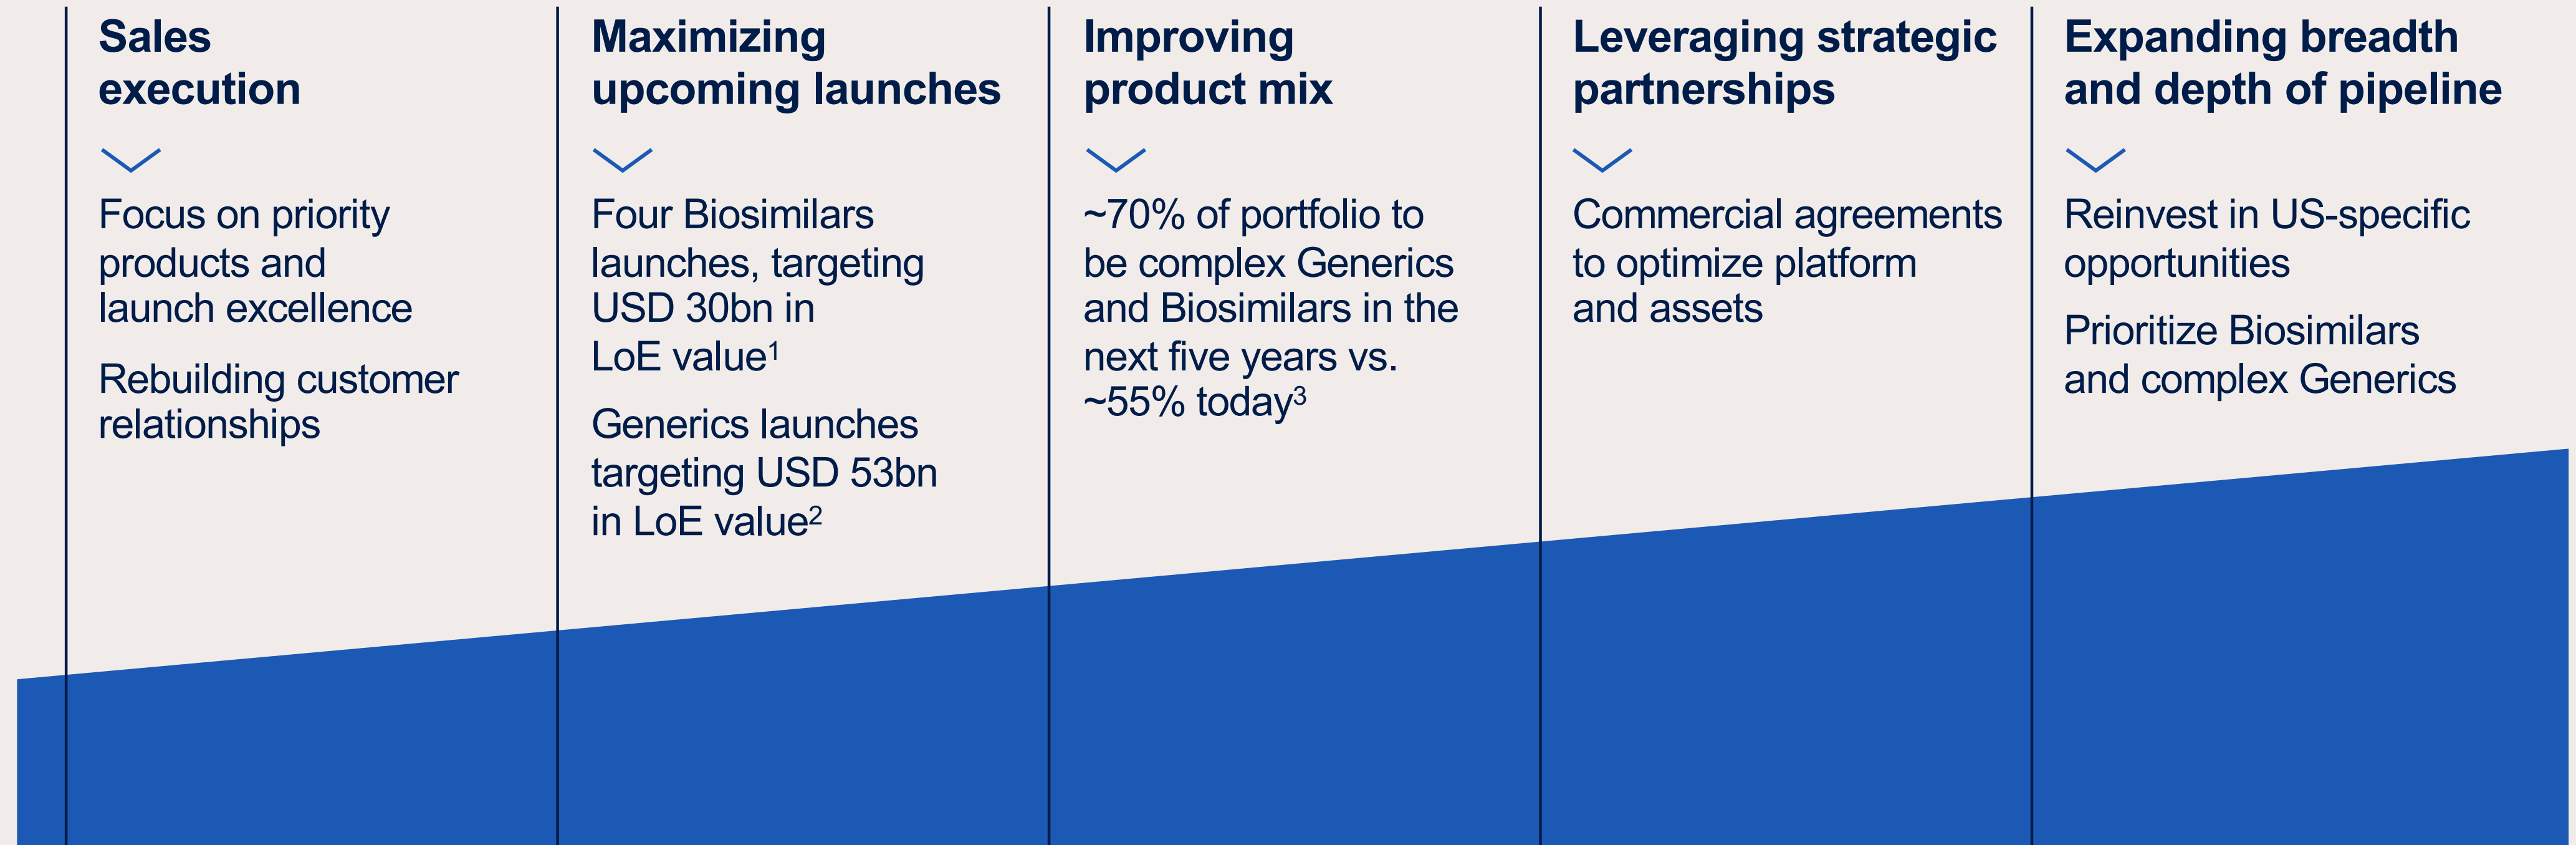 Sales
execution
Focus on priority
products and
launch excellence
Rebuilding customer
relationships
Maximizing
upcoming launches
Four Biosimilars
launches, targeting
USD 30bn in
LoE value¹
Generics launches
targeting USD 53bn
in LoE value²
Improving
product mix
~70% of portfolio to
be complex Generics
and Biosimilars in the
next five years vs.
~55% today³
Leveraging strategic
partnerships
Commercial agreements
to optimize platform
and assets
Expanding breadth
and depth of pipeline
Reinvest in US-specific
opportunities
Prioritize Biosimilars
and complex Generics